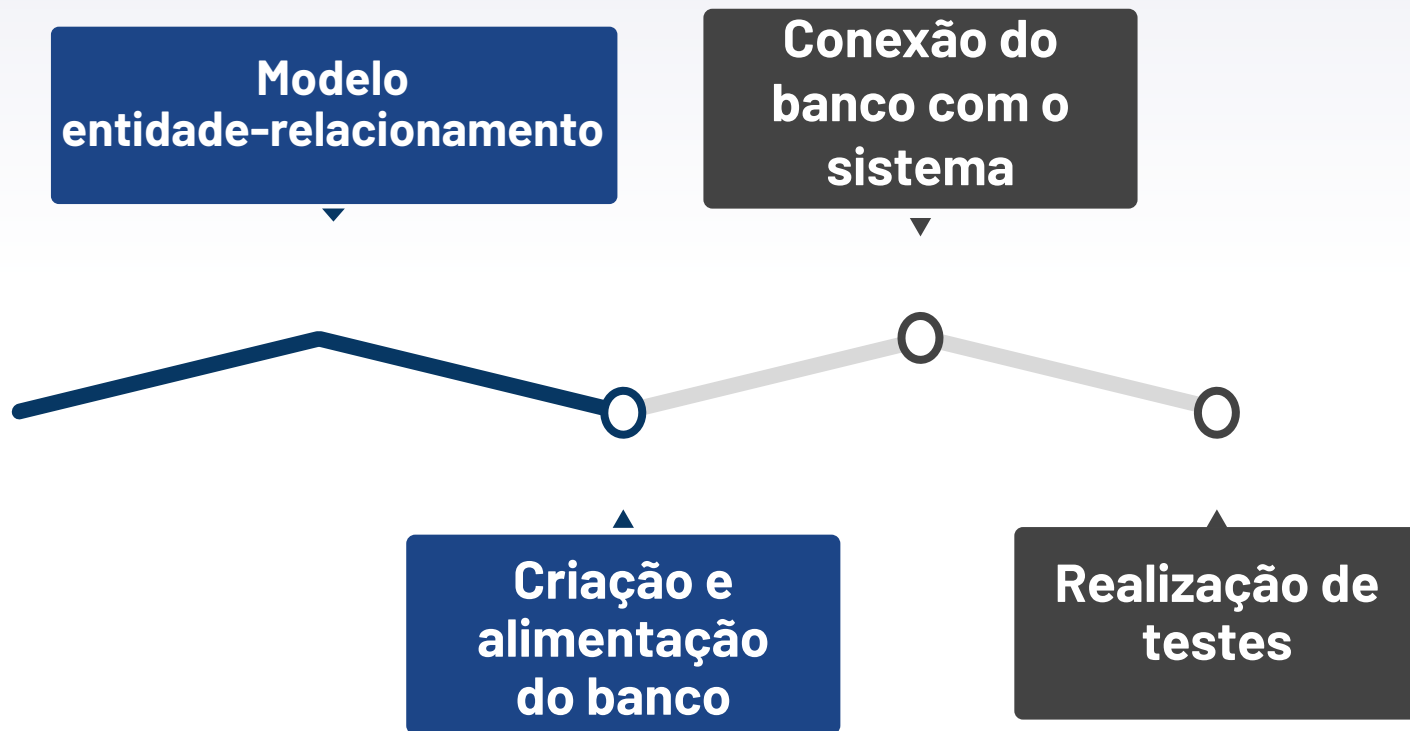 Modelo
entidade-relacionamento
Conexão do
banco com o
sistema
Criação e
alimentação
do banco
Realização de
testes